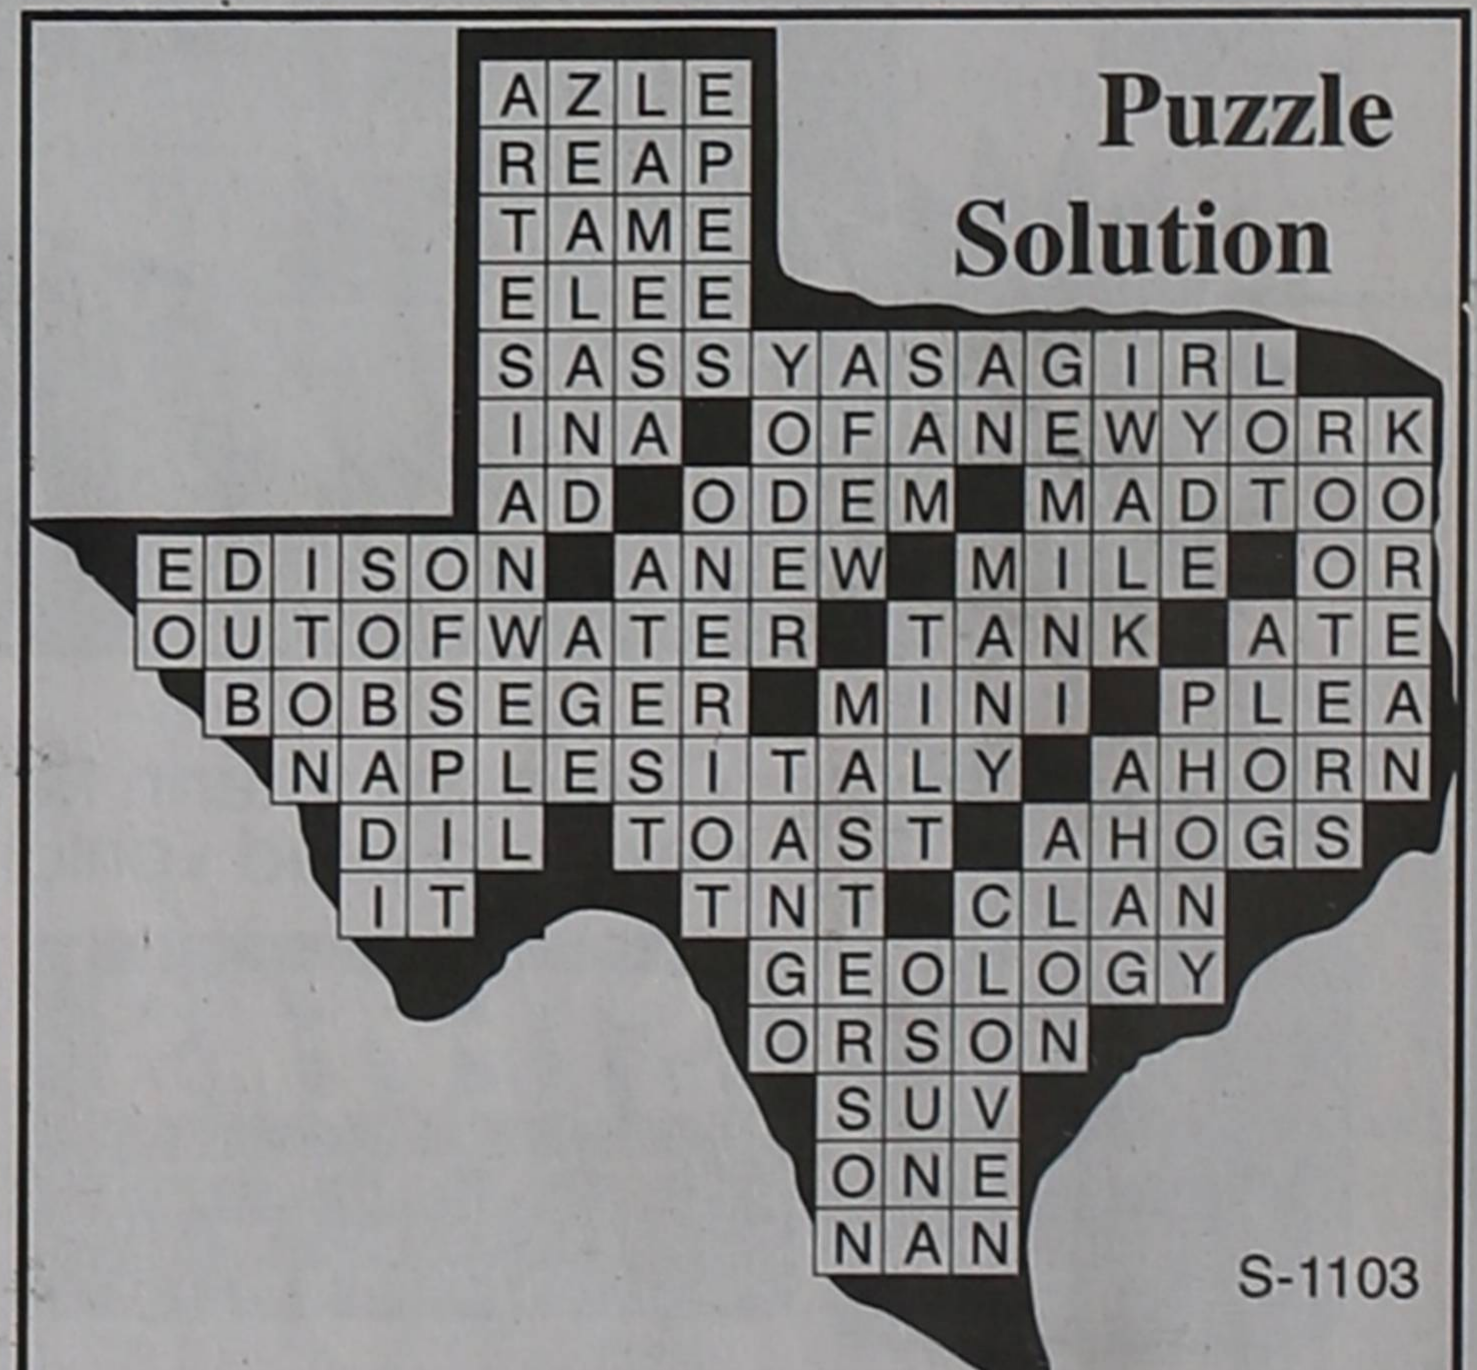 Puzzle
Solution
AZLE
REAP
TAME
ELEE
SASSYASAGIRL
INA OFANEWYORK
AD ODEM MADTOO
EDISON ANEW MILE OR
OUTOFWATER TANK ATE
BOBSEGER MINI PLEA
NAPLESITALY AHORN
DIL TOAST AHOGS
IT TNT CLAN
GEOLOGY
ORSON
SUV
ONE
NAN
S-1103